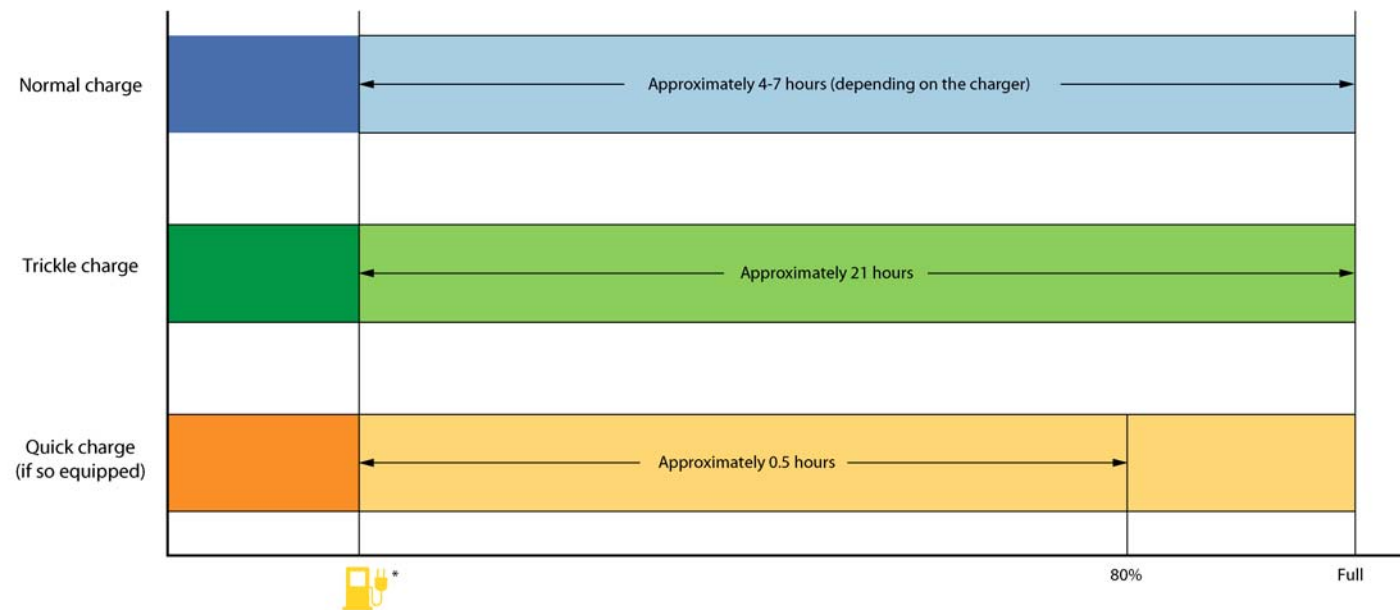 Normal charge
Approximately 4-7 hours (depending on the charger)
Trickle charge
Approximately 21 hours
Quick charge
(if so equipped)
Approximately 0.5 hours
*
80%
Full